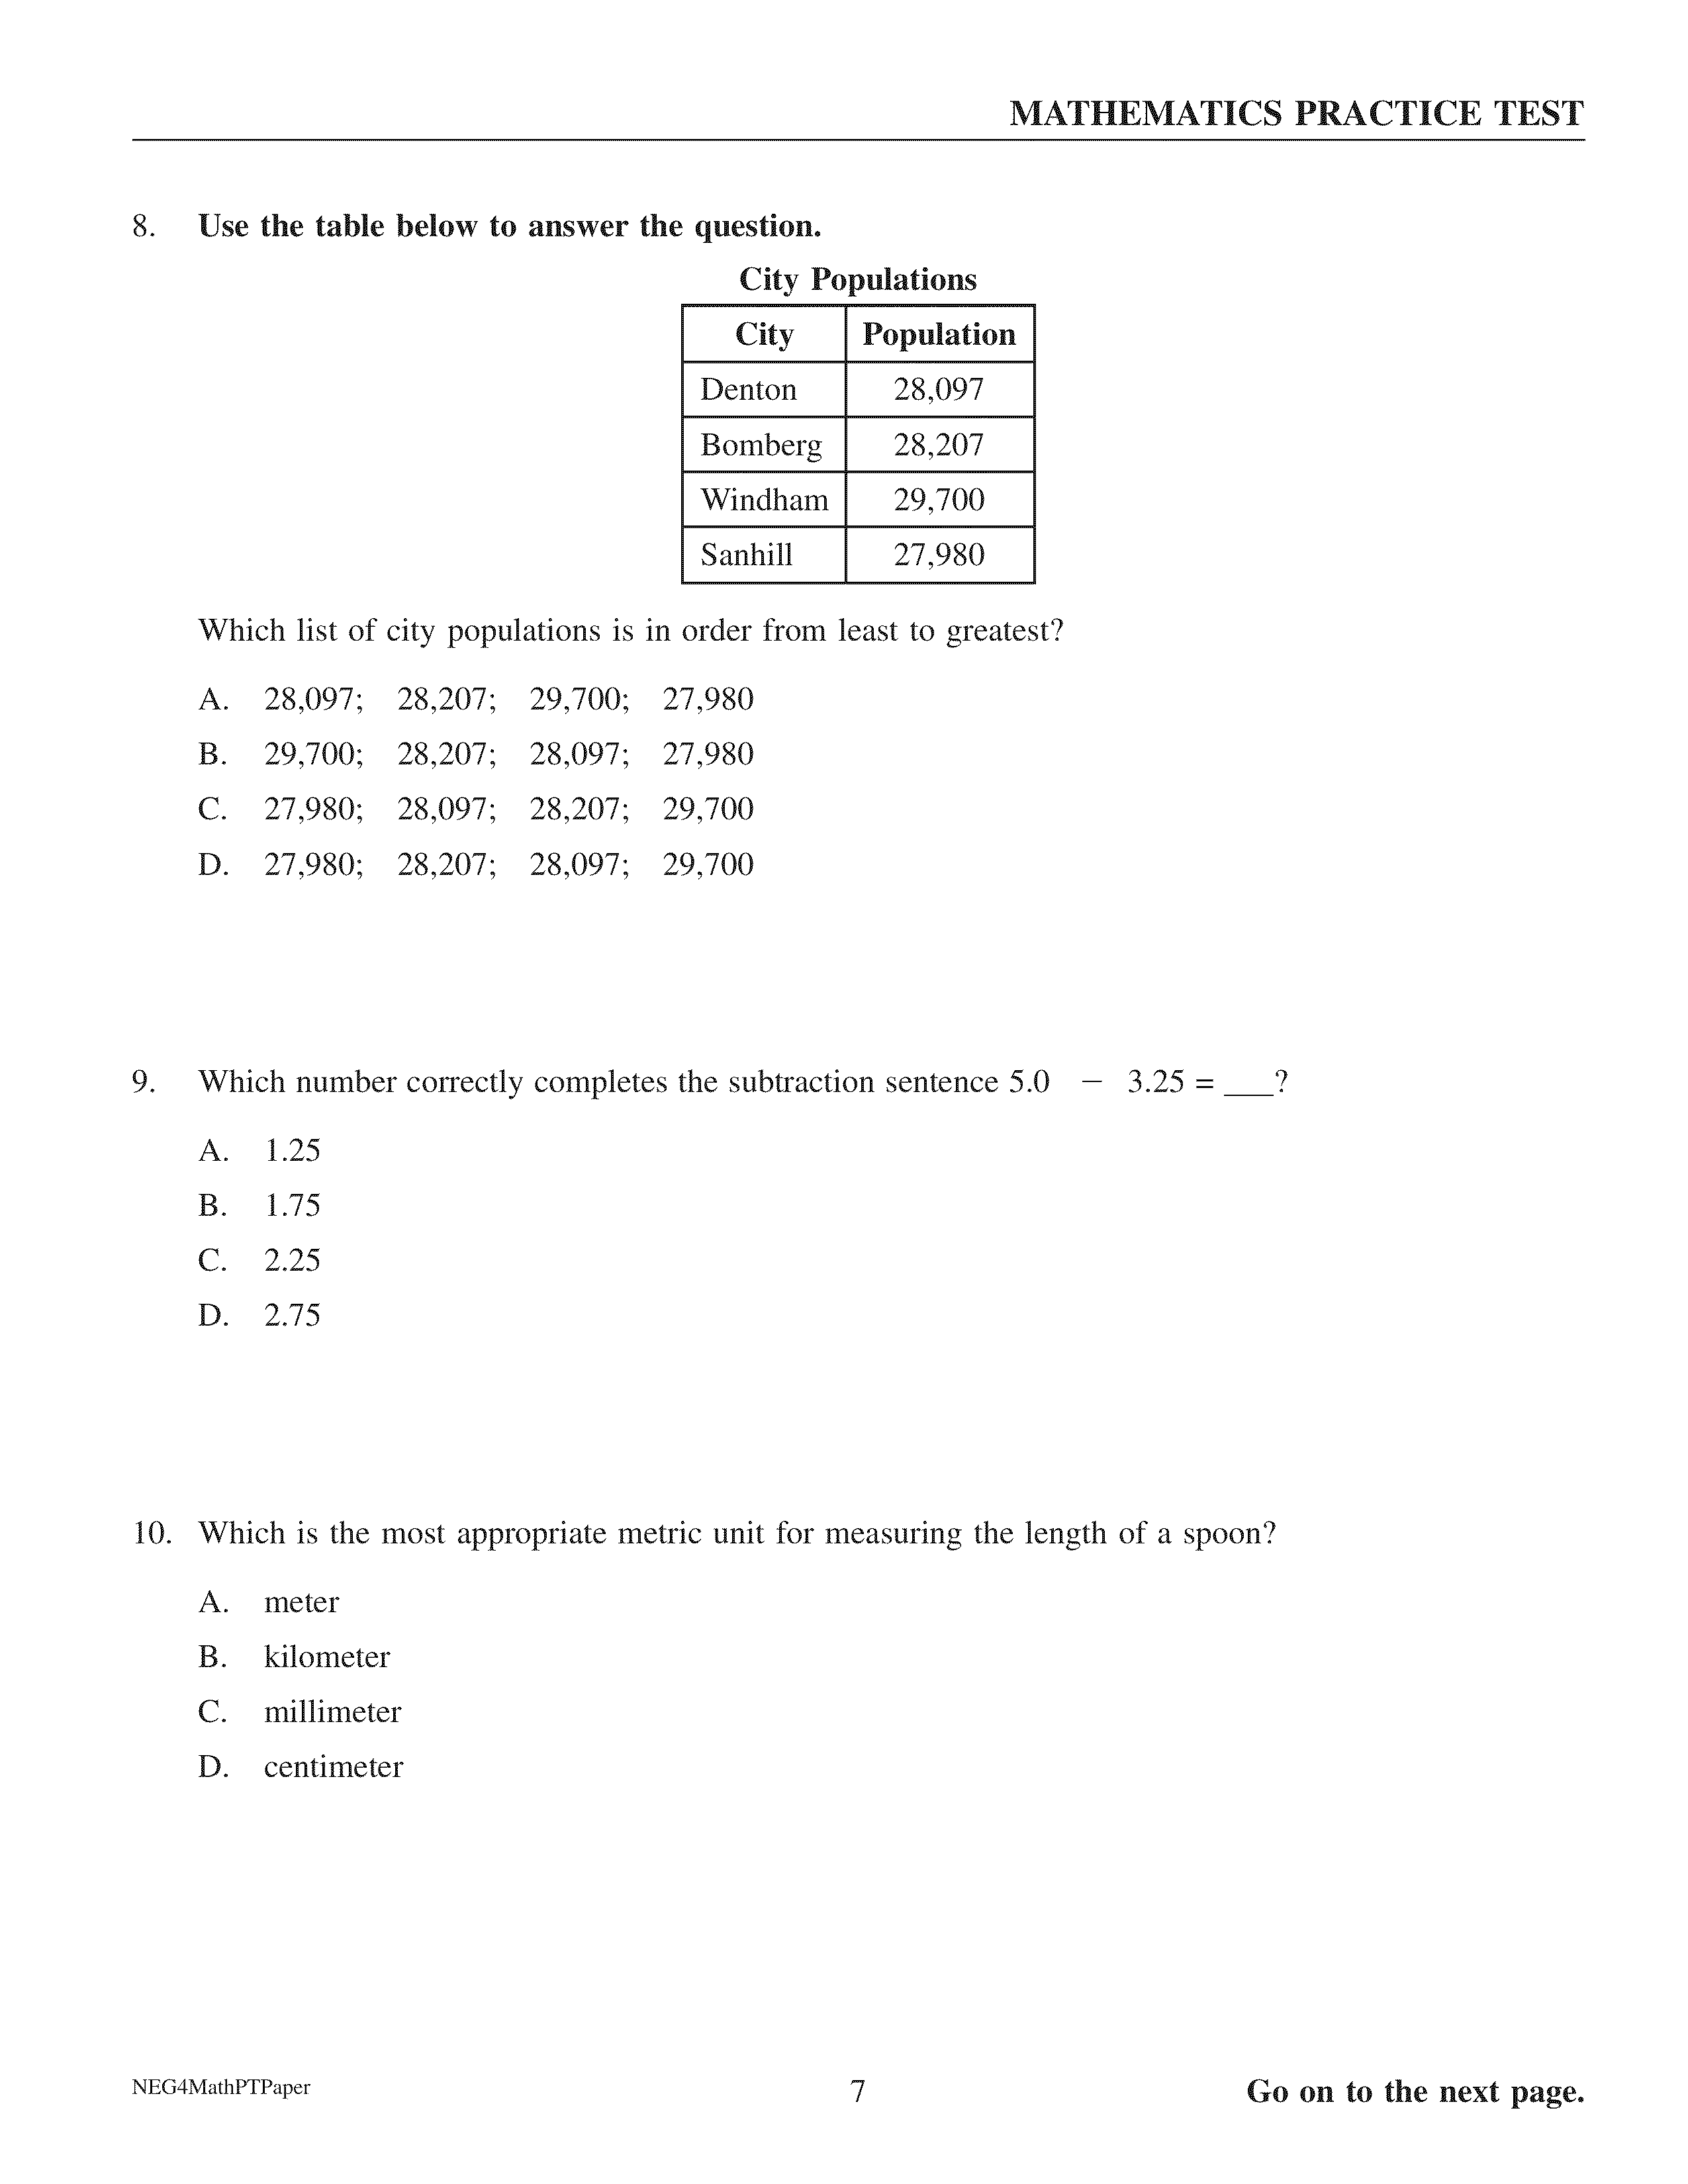 MATHEMATICS PRACTICE TEST
8. Use the table below to answer the question.
City Populations
City Population
Denton 28,097
Bomberg 28,207
Windham 29,700
Sanhill 27,980
Which list of city populations is in order from least to greatest?
A. 28,097; 28,207; 29,700; 27,980
B. 29,700; 28,207; 28,097; 27,980
C. 27,980; 28,097; 28,207; 29,700
D. 27,980; 28,207; 28,097; 29,700
9. Which number correctly completes the subtraction sentence 5.0 − 3.25 = ___?
A. 1.25
B. 1.75
C. 2.25
D. 2.75
10. Which is the most appropriate metric unit for measuring the length of a spoon?
A. meter
B. kilometer
C. millimeter
D. centimeter
NEG4MathPTPaper 7 Go on to the next page.